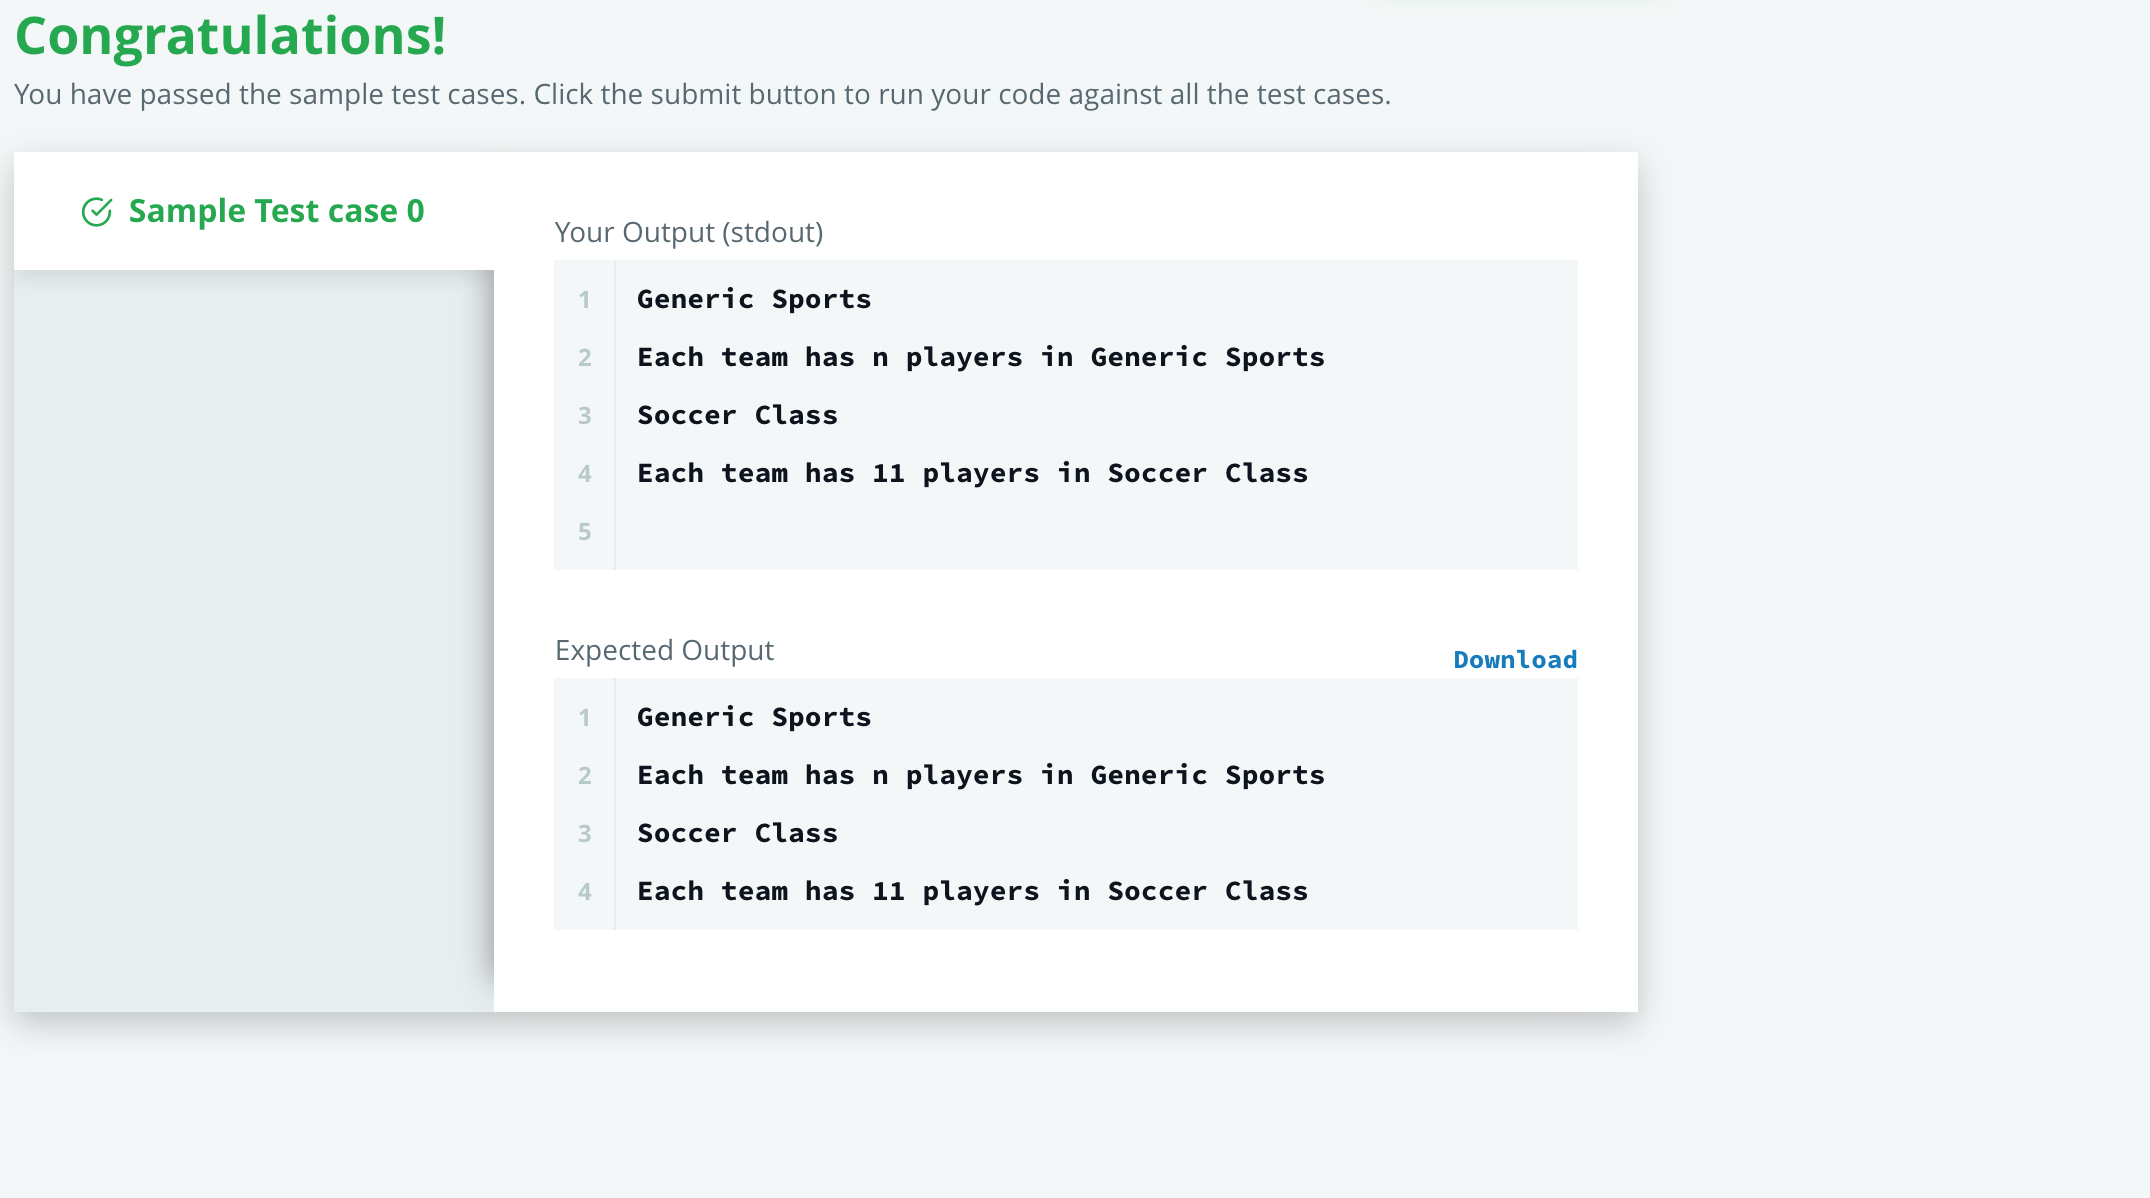 Congratulations!
You have passed the sample test cases. Click the submit button to run your code against all the test cases.
Sample Test case 0
Your Output (stdout)
1 Generic Sports
2 Each team has n players in Generic Sports
3 Soccer Class
4 Each team has 11 players in Soccer Class
5
Expected Output Download
1 Generic Sports
2 Each team has n players in Generic Sports
3 Soccer Class
4 Each team has 11 players in Soccer Class